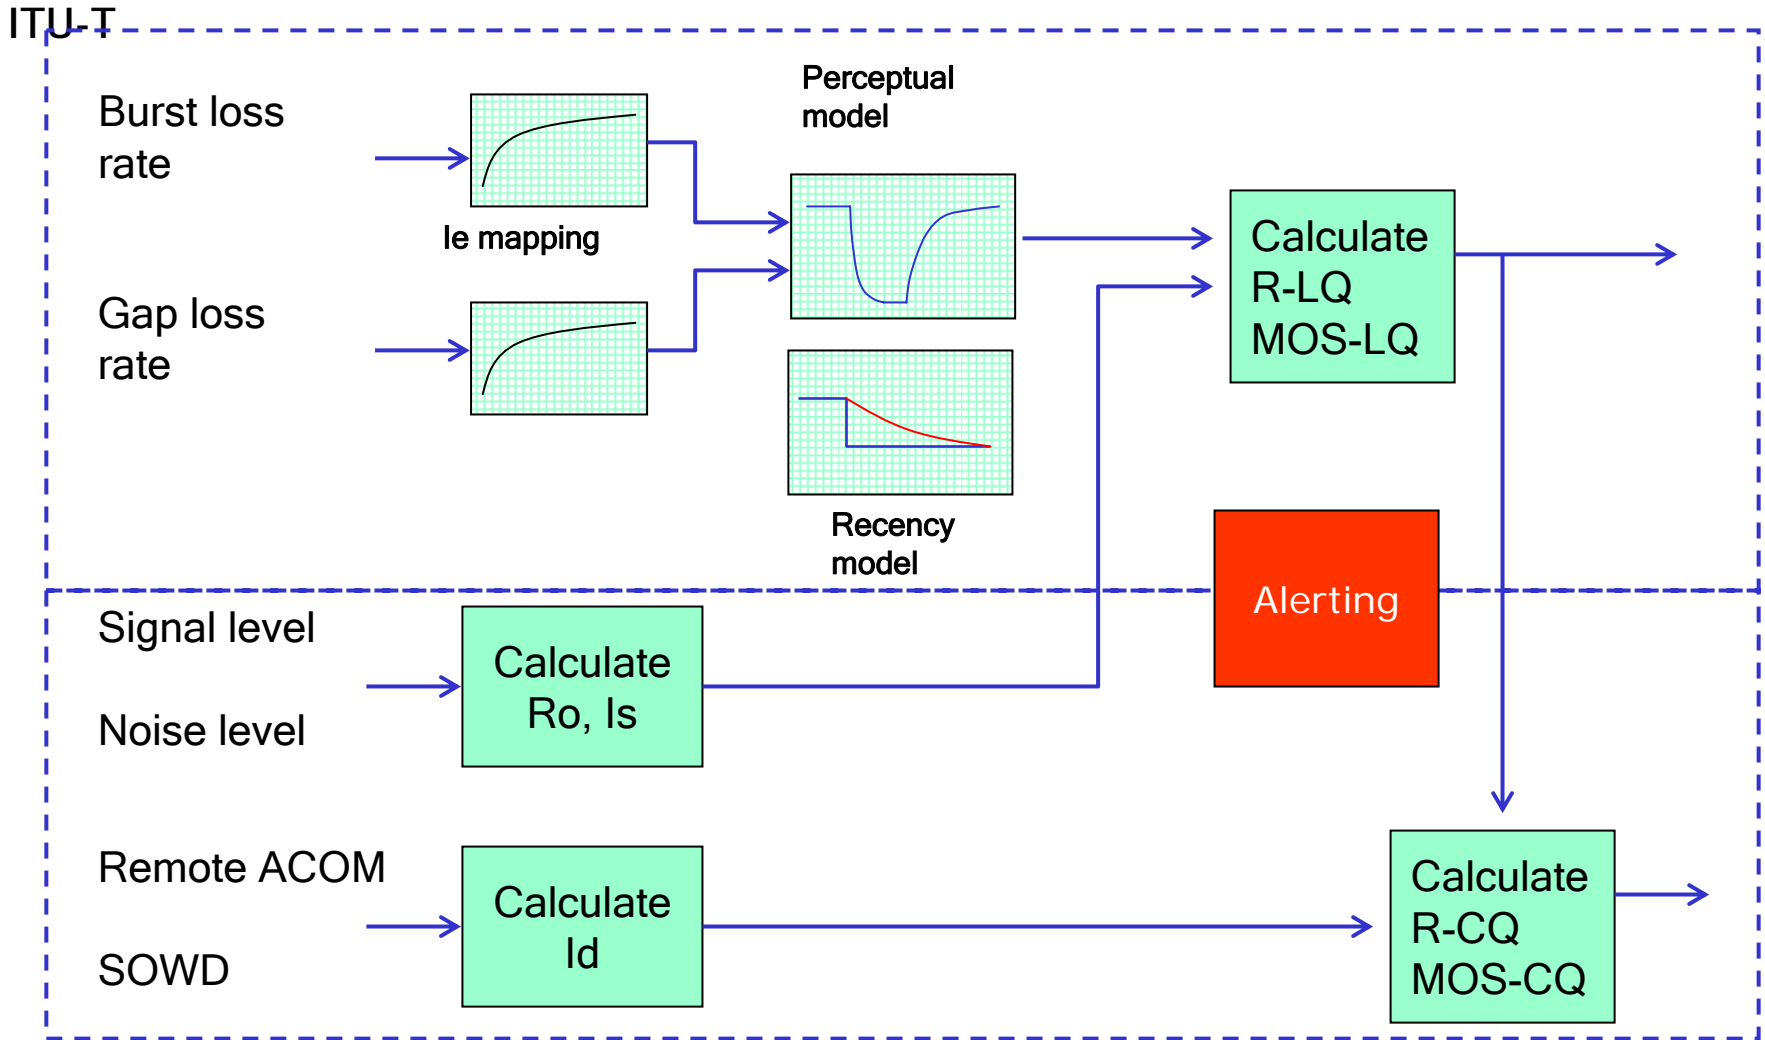 ITU-T
Perceptual
model
Burst loss
rate
Ie mapping
Calculate
R-LQ
MOS-LQ
Gap loss
rate
Recency
model
Alerting
Signal level
Noise level
Calculate
Ro, Is
Remote ACOM
SOWD
Calculate
Id
Calculate
R-CQ
MOS-CQ